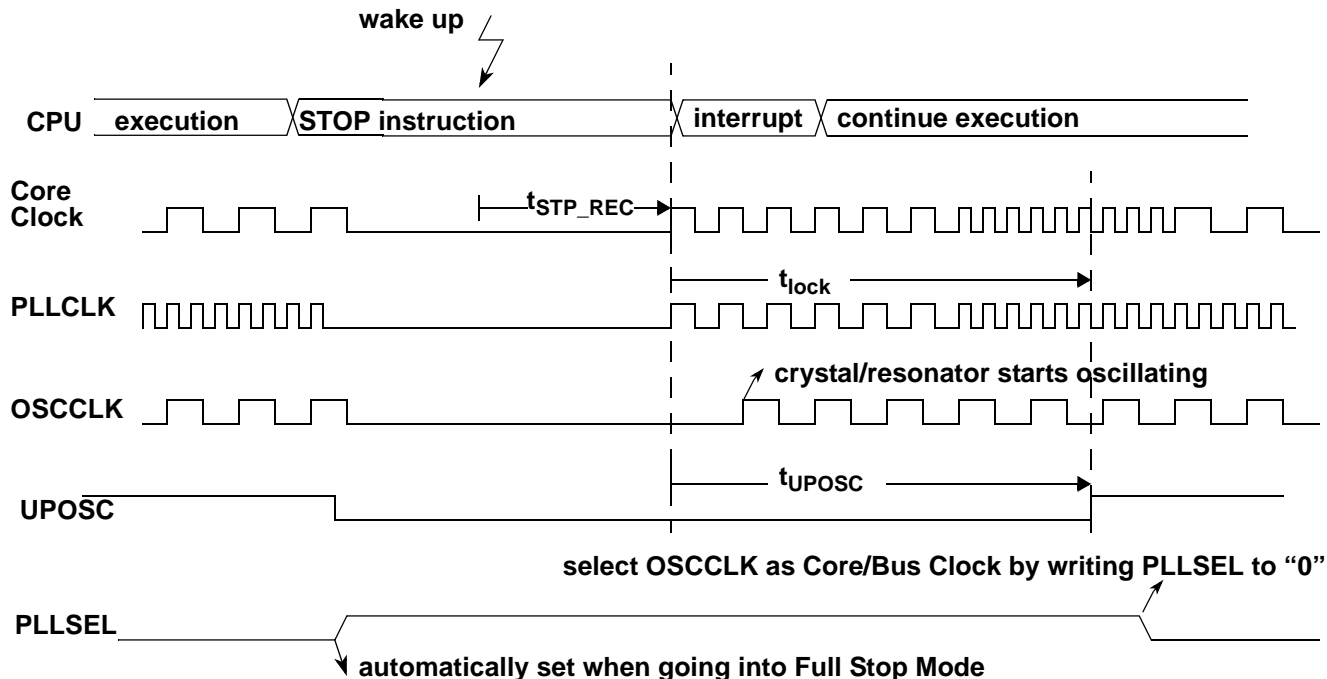 wake up
CPU execution STOP instruction interrupt continue execution
Core
Clock
tSTP_REC
tlock
PLLCLK
crystal/resonator starts oscillating
OSCCLK
tUPOSC
UPOSC
select OSCCLK as Core/Bus Clock by writing PLLSEL to “0”
PLLSEL
automatically set when going into Full Stop Mode